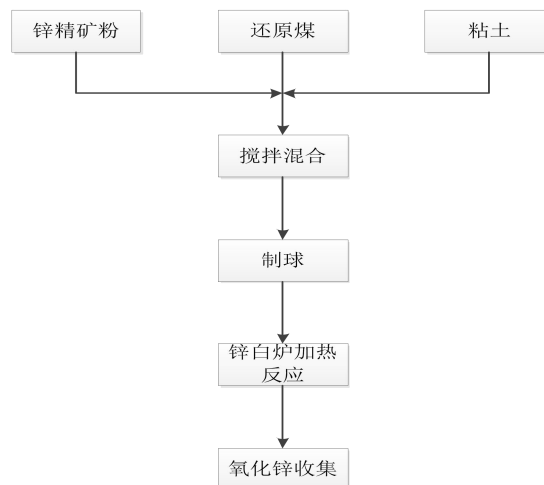 锌精矿粉
还原煤
粘土
搅拌混合
制球
锌白炉加热
反应
氧化锌收集